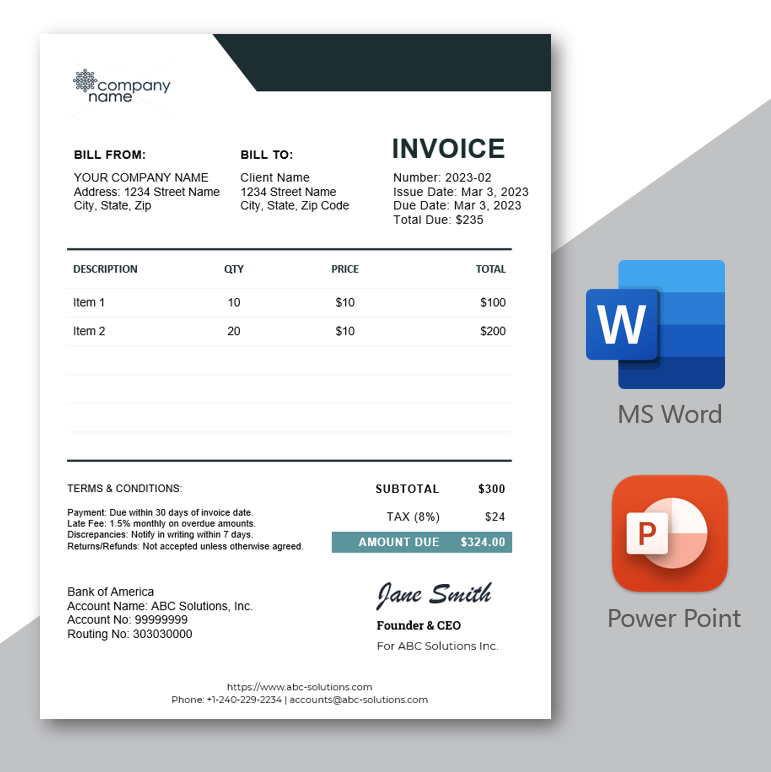 company
name
INVOICE
BILL FROM:
YOUR COMPANY NAME
Address: 1234 Street Name
City, State, Zip
BILL TO:
Client Name
1234 Street Name
City, State, Zip Code
Number: 2023-02
Issue Date: Mar 3, 2023
Due Date: Mar 3, 2023
Total Due: $235
DESCRIPTION QTY PRICE TOTAL
Item 1 10 $10 $100
Item 2 20 $10 $200
TERMS & CONDITIONS:
Payment: Due within 30 days of invoice date.
Late Fee: 1.5% monthly on overdue amounts.
Discrepancies: Notify in writing within 7 days.
Returns/Refunds: Not accepted unless otherwise agreed.
SUBTOTAL $300
TAX (8%) $24
AMOUNT DUE $324.00
Bank of America
Account Name: ABC Solutions, Inc.
Account No: 99999999
Routing No: 303030000
Jane Smith
Founder & CEO
For ABC Solutions Inc.
https://www.abc-solutions.com
Phone: +1-240-229-2234 | accounts@abc-solutions.com
W
MS Word
P
Power Point